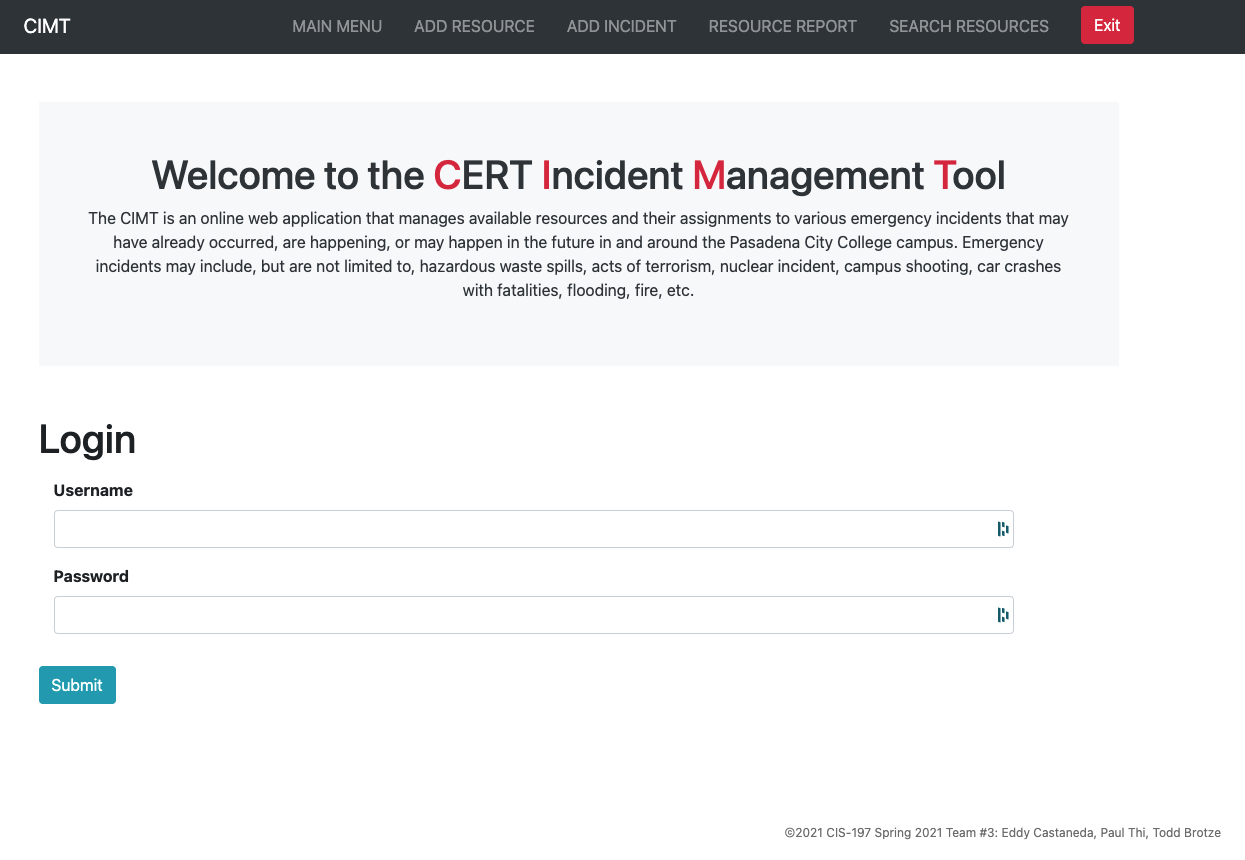 CIMT MAIN MENU ADD RESOURCE ADD INCIDENT RESOURCE REPORT SEARCH RESOURCES Exit
Welcome to the CERT Incident Management Tool
The CIMT is an online web application that manages available resources and their assignments to various emergency incidents that may
have already occurred, are happening, or may happen in the future in and around the Pasadena City College campus. Emergency
incidents may include, but are not limited to, hazardous waste spills, acts of terrorism, nuclear incident, campus shooting, car crashes
with fatalities, flooding, fire, etc.
Login
Username
Password
Submit
©2021 CIS-197 Spring 2021 Team #3: Eddy Castaneda, Paul Thi, Todd Brotze